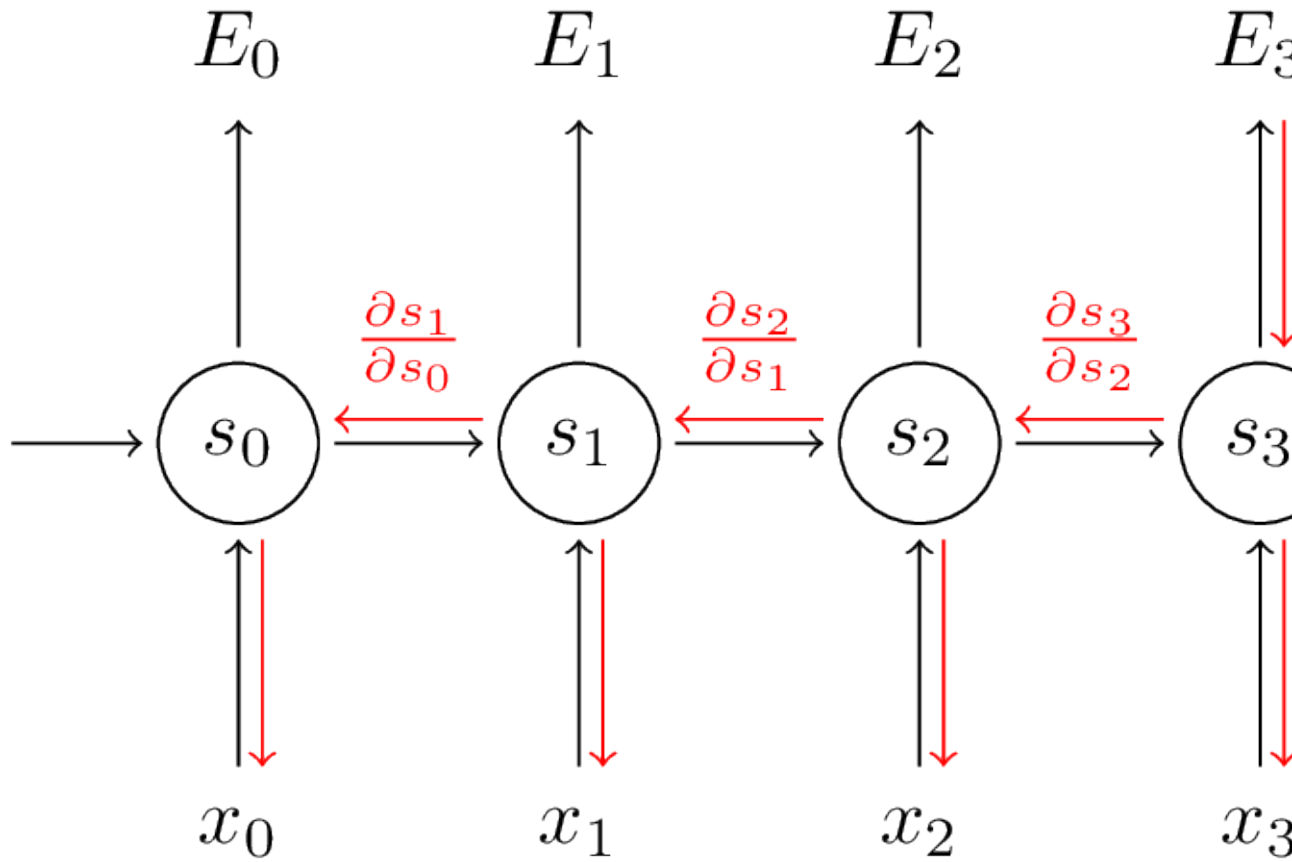 E₀ E₁ E₂ E₃
∂s₁/∂s₀ ∂s₂/∂s₁ ∂s₃/∂s₂
s₀ s₁ s₂ s₃
x₀ x₁ x₂ x₃